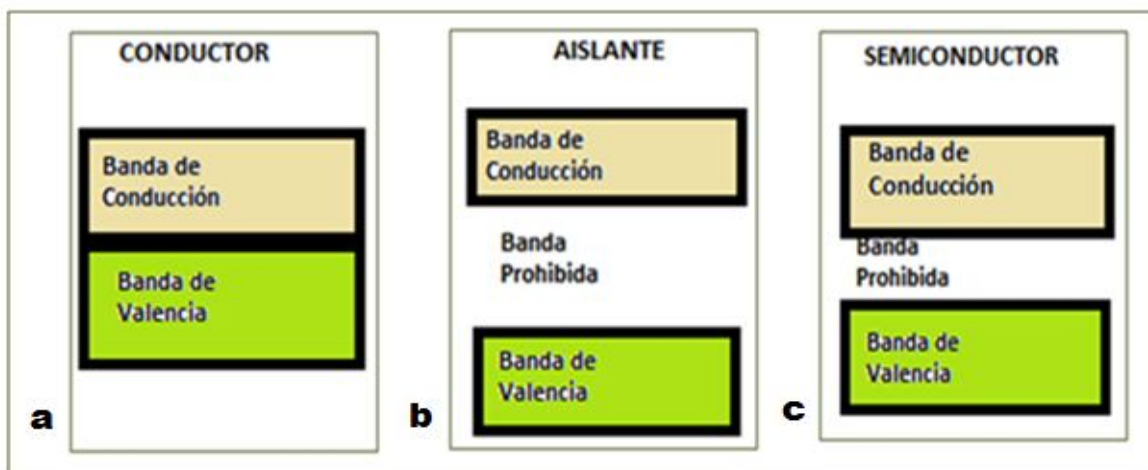 CONDUCTOR
Banda de
Conducción
Banda de
Valencia
a
AISLANTE
Banda de
Conducción
Banda
Prohibida
Banda de
Valencia
b
SEMICONDUCTOR
Banda de
Conducción
Banda
Prohibida
Banda de
Valencia
c